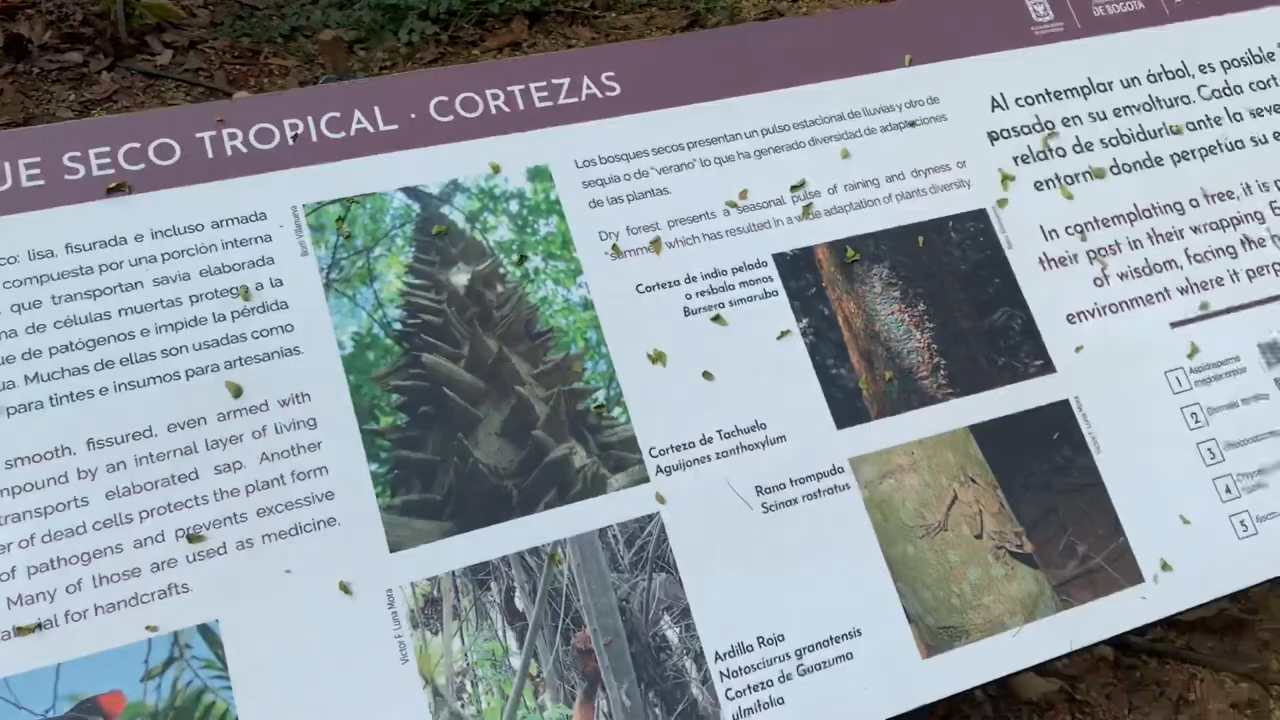 DE BOGOTÁ
UE SECO TROPICAL · CORTEZAS
co: lisa, fisurada e incluso armada
compuesta por una porción interna
que transportan savia elaborada
na de células muertas protege a la
ue de patógenos e impide la pérdida
ua. Muchas de ellas son usadas como
para tintes e insumos para artesanías.
smooth, fissured, even armed with
mpound by an internal layer of living
transports elaborated sap. Another
er of dead cells protects the plant form
of pathogens and prevents excessive
Many of those are used as medicine,
for handcrafts.
Boris Villanueva
Victor F. Luna Mora
Los bosques secos presentan un pulso estacional de lluvias y otro de
sequia o de "verano" lo que ha generado diversidad de adaptaciones
de las plantas.
Dry forest presents a seasonal pulse of raining and dryness or
"summer" which has resulted in a wide adaptation of plants diversity.
Corteza de indio pelado
o resbala monos
Bursera simaruba
Corteza de Tachuelo
Aguijones zanthoxylum
Rana trompuda
Scinax rostratus
Ardilla Roja
Notosciurus granatensis
Corteza de Guazuma
ulmifolia
Al contemplar un árbol, es posible
pasado en su envoltura. Cada cart
relato de sabiduría ante la seve
entorno donde perpetúa su e
In contemplating a tree, it is p
their past in their wrapping. E
of wisdom, facing the
environment where it perp
1
2
3
4
5